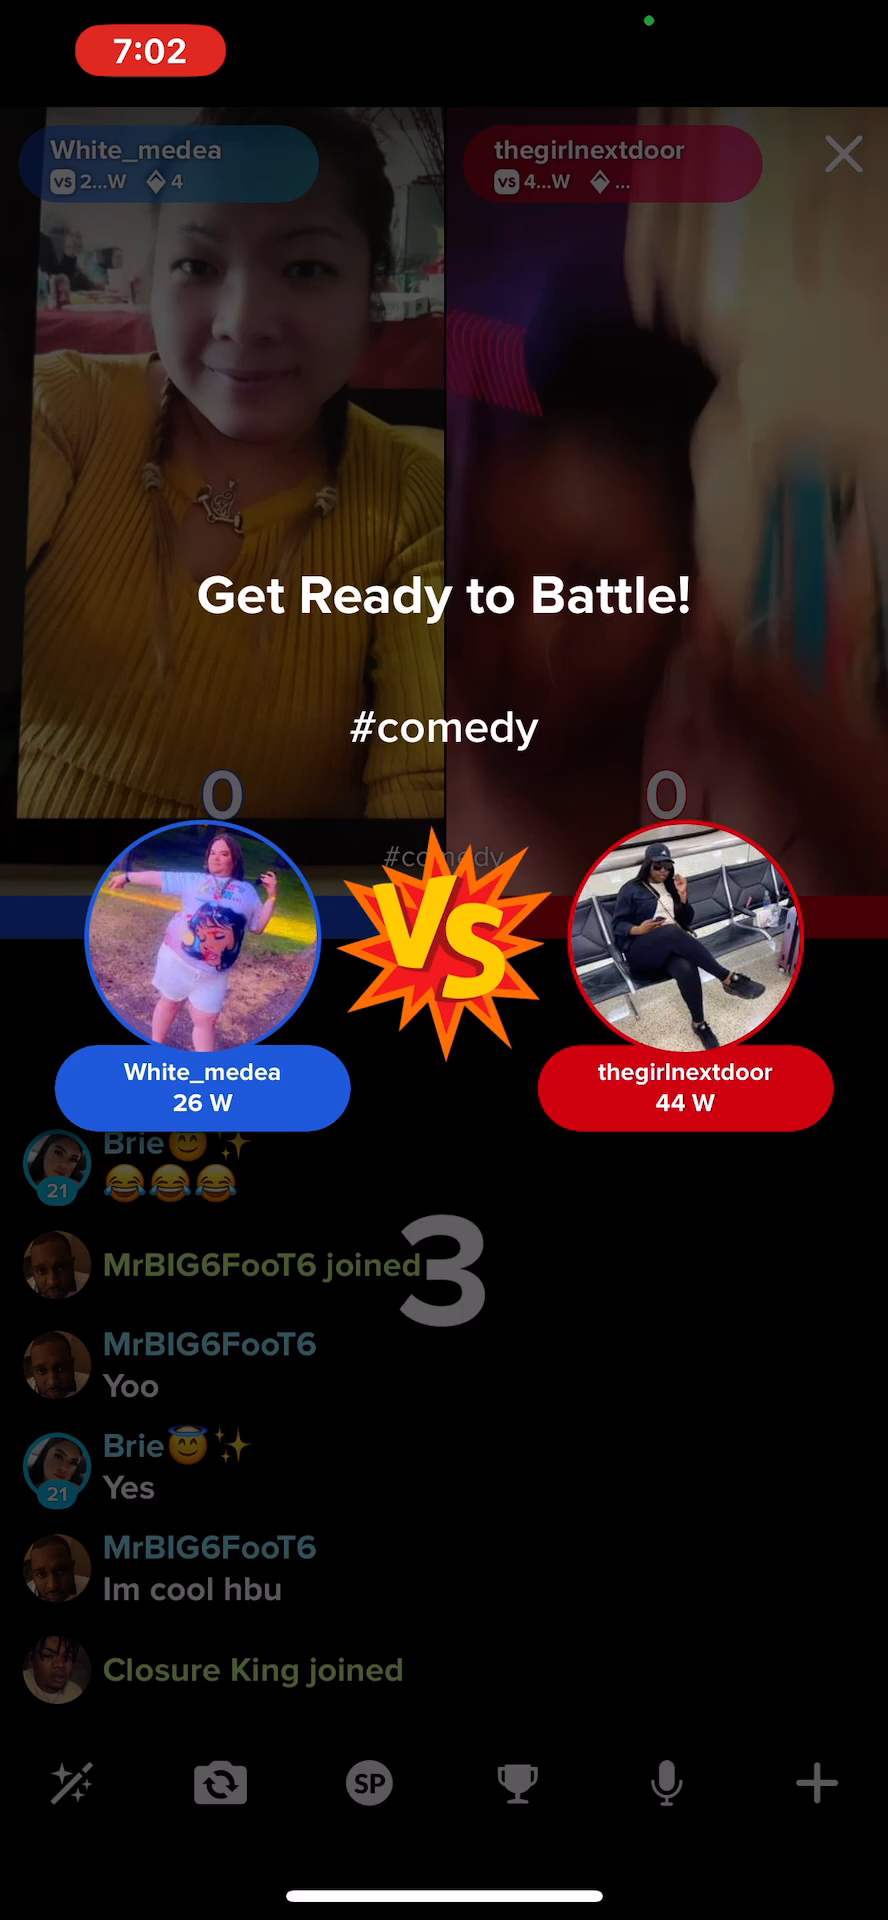 7:02
White_medea
VS 2...W 4
thegirlnextdoor
VS 4...W ...
Get Ready to Battle!
#comedy
0
0
#comedy
VS
White_medea
26 W
thegirlnextdoor
44 W
Brie😇✨
21
😂😂😂
MrBIG6FooT6 joined
3
MrBIG6FooT6
Yoo
Brie😇✨
21
Yes
MrBIG6FooT6
Im cool hbu
Closure King joined
SP